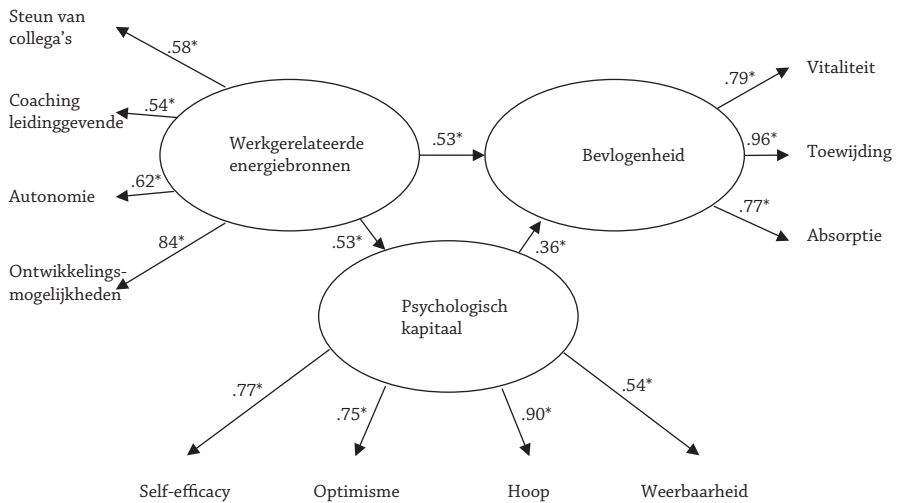 Steun van
collega's
.58*
Coaching
leidinggevende
.54*
Autonomie
.62*
Ontwikkelings-
mogelijkheden
84*
Werkgerelateerde
energiebronnen
.53*
Bevlogenheid
.79*
Vitaliteit
.96*
Toewijding
.77*
Absorptie
.53*
.36*
Psychologisch
kapitaal
.77*
.75*
.90*
.54*
Self-efficacy
Optimisme
Hoop
Weerbaarheid